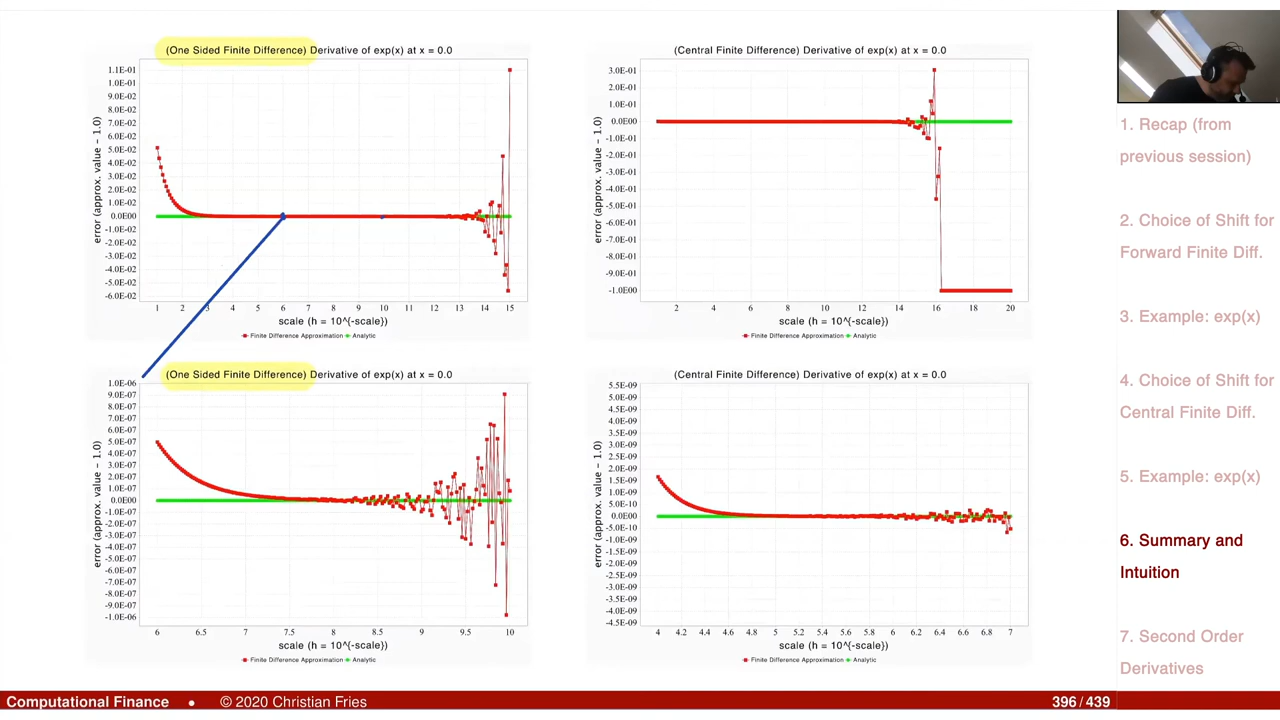 (One Sided Finite Difference) Derivative of exp(x) at x = 0.0
error (approx. value - 1.0)
1.1E-01
1.0E-01
9.0E-02
8.0E-02
7.0E-02
6.0E-02
5.0E-02
4.0E-02
3.0E-02
2.0E-02
1.0E-02
0.0E00
-1.0E-02
-2.0E-02
-3.0E-02
-4.0E-02
-5.0E-02
-6.0E-02
1 2 3 4 5 6 7 8 9 10 11 12 13 14 15
scale (h = 10^{-scale})
Finite Difference Approximation Analytic
(Central Finite Difference) Derivative of exp(x) at x = 0.0
error (approx. value - 1.0)
3.0E-01
2.0E-01
1.0E-01
0.0E00
-1.0E-01
-2.0E-01
-3.0E-01
-4.0E-01
-5.0E-01
-6.0E-01
-7.0E-01
-8.0E-01
-9.0E-01
-1.0E00
2 4 6 8 10 12 14 16 18 20
scale (h = 10^{-scale})
Finite Difference Approximation Analytic
(One Sided Finite Difference) Derivative of exp(x) at x = 0.0
error (approx. value - 1.0)
1.0E-06
9.0E-07
8.0E-07
7.0E-07
6.0E-07
5.0E-07
4.0E-07
3.0E-07
2.0E-07
1.0E-07
0.0E00
-1.0E-07
-2.0E-07
-3.0E-07
-4.0E-07
-5.0E-07
-6.0E-07
-7.0E-07
-8.0E-07
-9.0E-07
-1.0E-06
6 6.5 7 7.5 8 8.5 9 9.5 10
scale (h = 10^{-scale})
Finite Difference Approximation Analytic
(Central Finite Difference) Derivative of exp(x) at x = 0.0
error (approx. value - 1.0)
5.5E-09
5.0E-09
4.5E-09
4.0E-09
3.5E-09
3.0E-09
2.5E-09
2.0E-09
1.5E-09
1.0E-09
5.0E-10
0.0E00
-5.0E-10
-1.0E-09
-1.5E-09
-2.0E-09
-2.5E-09
-3.0E-09
-3.5E-09
-4.0E-09
-4.5E-09
4 4.2 4.4 4.6 4.8 5 5.2 5.4 5.6 5.8 6 6.2 6.4 6.6 6.8 7
scale (h = 10^{-scale})
Finite Difference Approximation Analytic
1. Recap (from
previous session)
2. Choice of Shift for
Forward Finite Diff.
3. Example: exp(x)
4. Choice of Shift for
Central Finite Diff.
5. Example: exp(x)
6. Summary and
Intuition
7. Second Order
Derivatives
Computational Finance • © 2020 Christian Fries 396/439